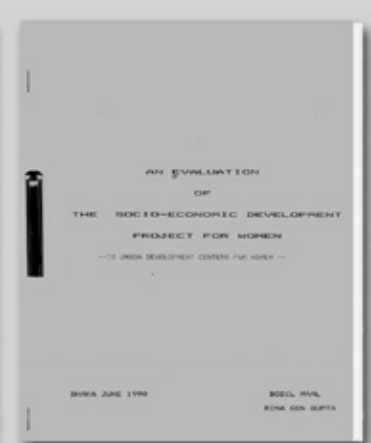 AN EVALUATION
OF
THE SOCIO-ECONOMIC DEVELOPMENT
PROJECT FOR WOMEN
URBAN DEVELOPMENT CENTERS FOR WOMEN --
DHAKA JUNE 1990
BODIL
RINA SEN GUPTA